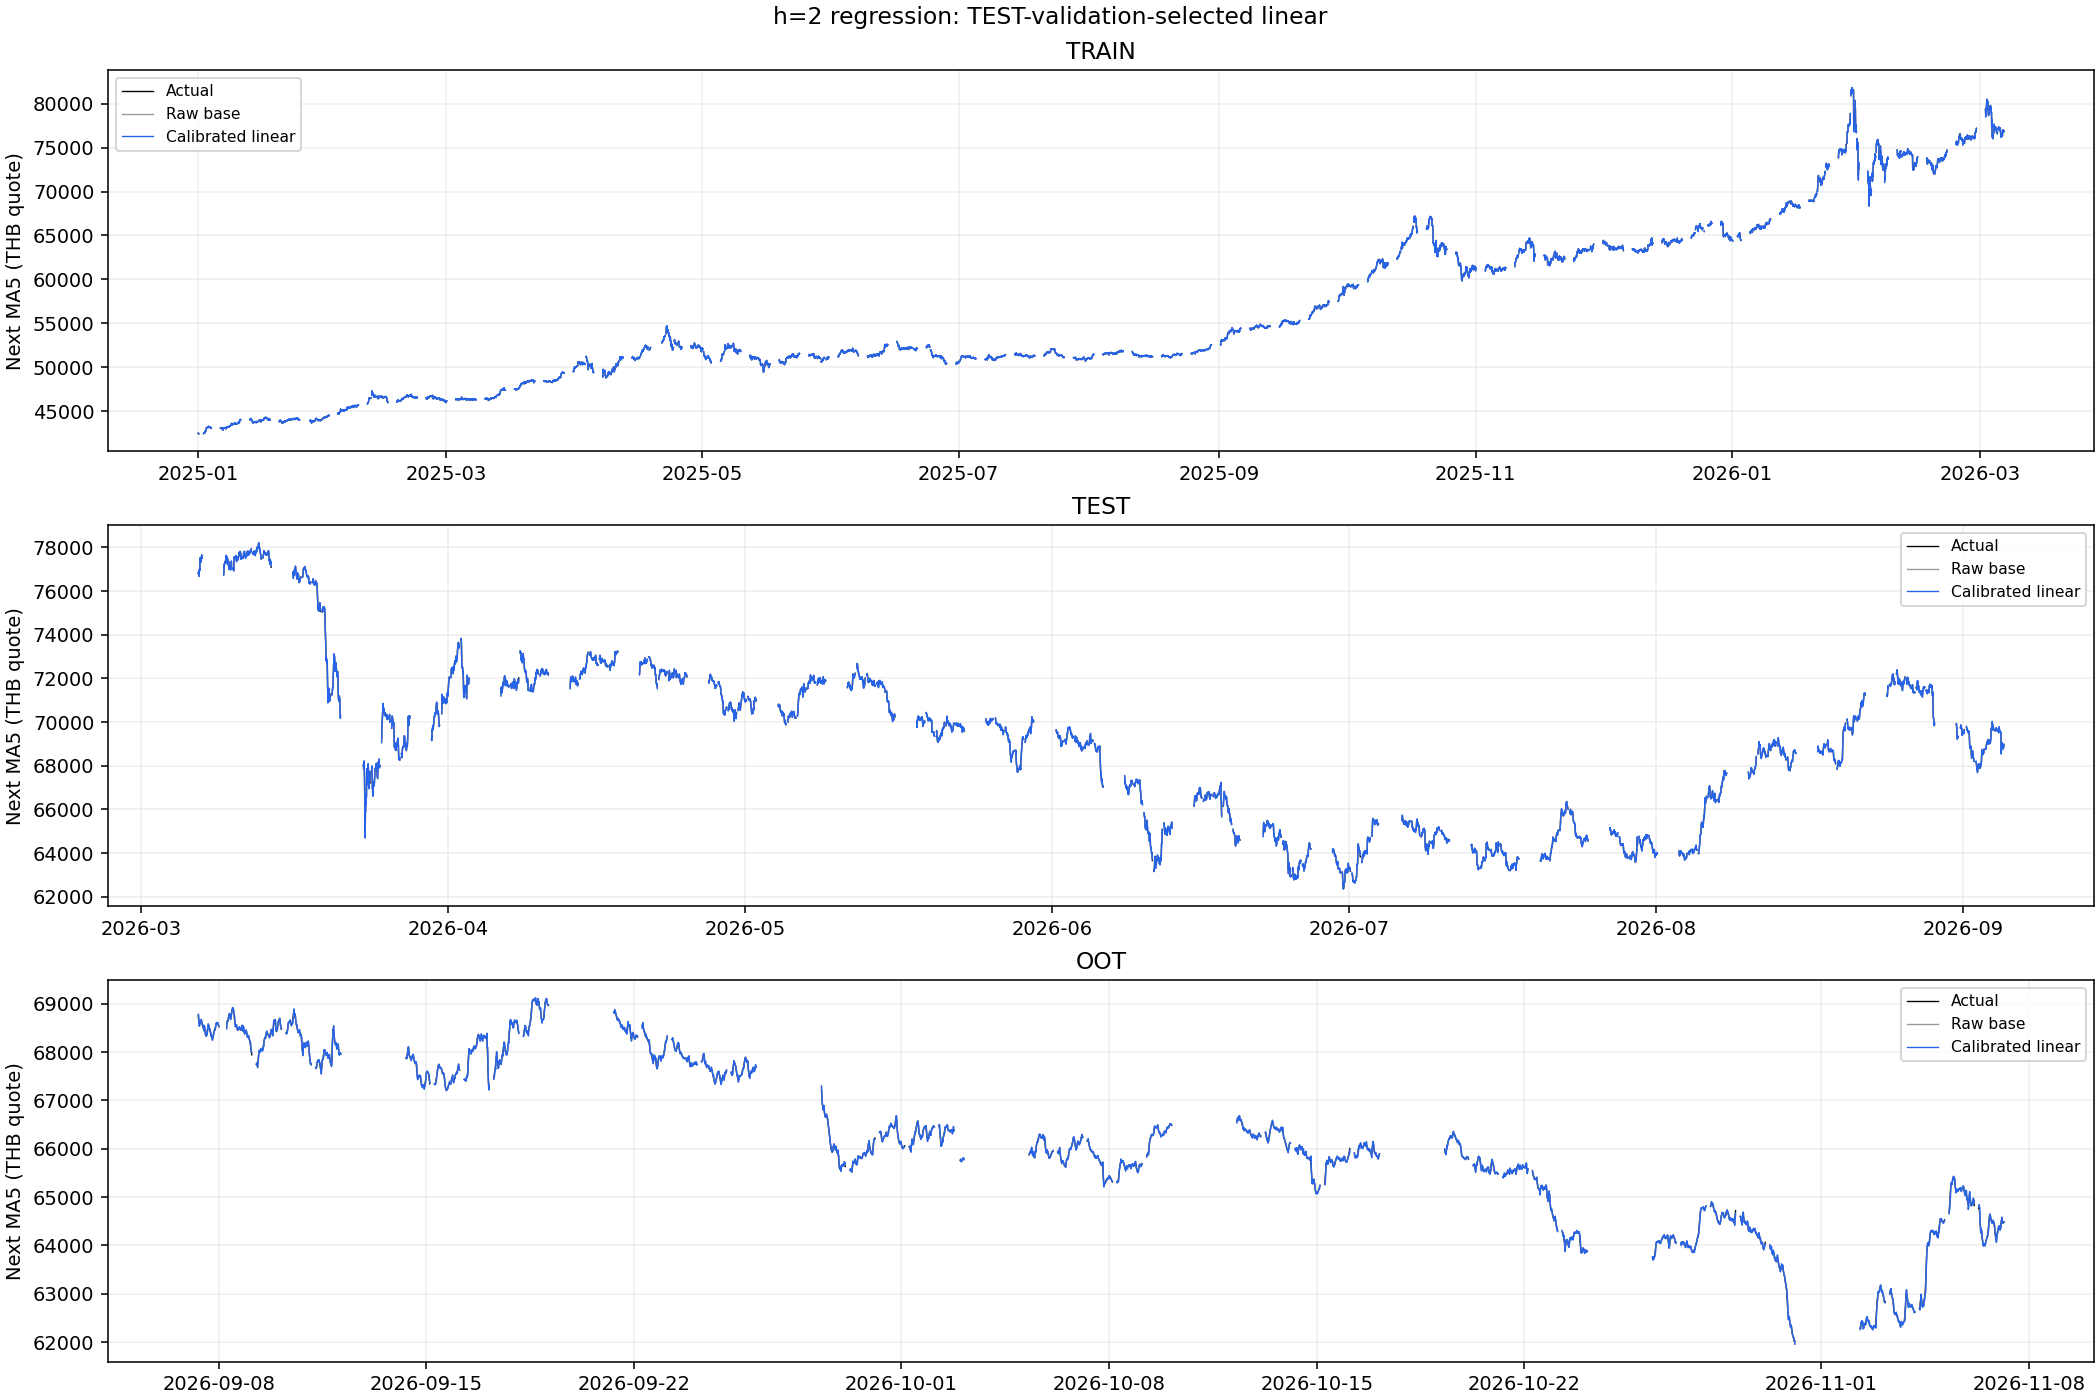 h=2 regression: TEST-validation-selected linear
TRAIN
Next MA5 (THB quote)
80000
75000
70000
65000
60000
55000
50000
45000
Actual
Raw base
Calibrated linear
2025-01 2025-03 2025-05 2025-07 2025-09 2025-11 2026-01 2026-03
TEST
Next MA5 (THB quote)
78000
76000
74000
72000
70000
68000
66000
64000
62000
Actual
Raw base
Calibrated linear
2026-03 2026-04 2026-05 2026-06 2026-07 2026-08 2026-09
OOT
Next MA5 (THB quote)
69000
68000
67000
66000
65000
64000
63000
62000
Actual
Raw base
Calibrated linear
2026-09-08 2026-09-15 2026-09-22 2026-10-01 2026-10-08 2026-10-15 2026-10-22 2026-11-01 2026-11-08